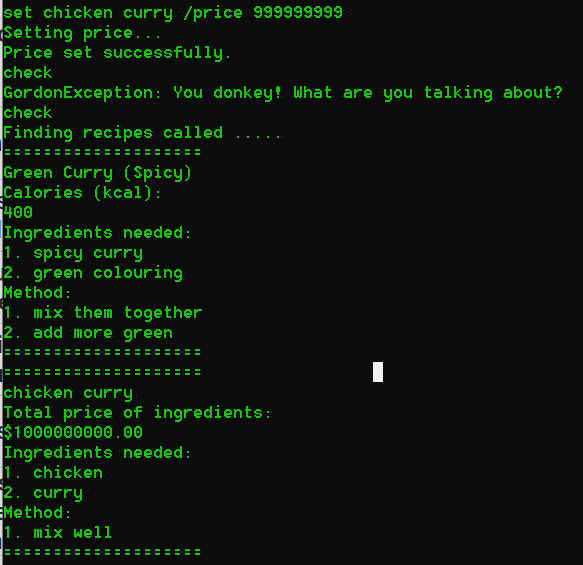 set chicken curry /price 999999999
Setting price...
Price set successfully.
check
GordonException: You donkey! What are you talking about?
check
Finding recipes called .....
====================
Green Curry (Spicy)
Calories (kcal):
400
Ingredients needed:
1. spicy curry
2. green colouring
Method:
1. mix them together
2. add more green
====================
====================
chicken curry
Total price of ingredients:
$1000000000.00
Ingredients needed:
1. chicken
2. curry
Method:
1. mix well
====================